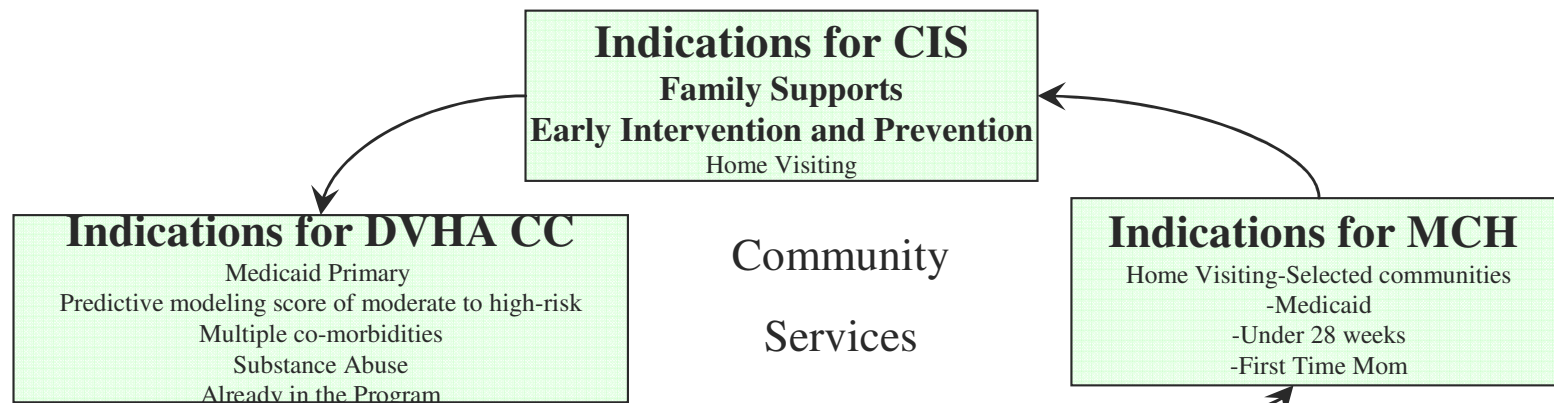 Indications for CIS
Family Supports
Early Intervention and Prevention
Home Visiting
Indications for DVHA CC
Medicaid Primary
Predictive modeling score of moderate to high-risk
Multiple co-morbidities
Substance Abuse
Already in the Program
Community
Services
Indications for MCH
Home Visiting-Selected communities
-Medicaid
-Under 28 weeks
-First Time Mom